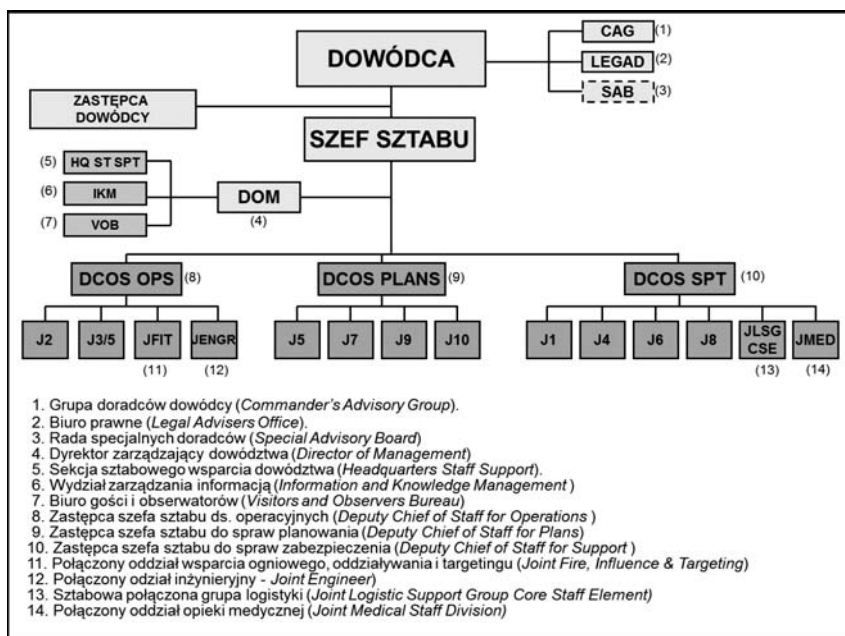 DOWÓDCA
CAG (1)
LEGAD (2)
SAB (3)
ZASTĘPCA
DOWÓDCY
SZEF SZTABU
(5) HQ ST SPT
(6) IKM
(7) VOB
DOM
(4)
DCOS OPS (8)
DCOS PLANS (9)
DCOS SPT (10)
J2
J3/5
JFIT
(11)
JENGR
(12)
J5
J7
J9
J10
J1
J4
J6
J8
JLSG
CSE
(13)
JMED
(14)
1. Grupa doradców dowódcy (Commander's Advisory Group).
2. Biuro prawne (Legal Advisers Office).
3. Rada specjalnych doradców (Special Advisory Board)
4. Dyrektor zarządzający dowództwa (Director of Management)
5. Sekcja sztabowego wsparcia dowództwa (Headquarters Staff Support).
6. Wydział zarządzania informacją (Information and Knowledge Management )
7. Biuro gości i obserwatorów (Visitors and Observers Bureau)
8. Zastępca szefa sztabu ds. operacyjnych (Deputy Chief of Staff for Operations )
9. Zastępca szefa sztabu do spraw planowania (Deputy Chief of Staff for Plans)
10. Zastępca szefa sztabu do spraw zabezpieczenia (Deputy Chief of Staff for Support )
11. Połączony oddział wsparcia ogniowego, oddziaływania i targetingu (Joint Fire, Influence & Targeting)
12. Połączony odział inżynieryjny - Joint Engineer)
13. Sztabowa połączona grupa logistyki (Joint Logistic Support Group Core Staff Element)
14. Połączony oddział opieki medycznej (Joint Medical Staff Division)